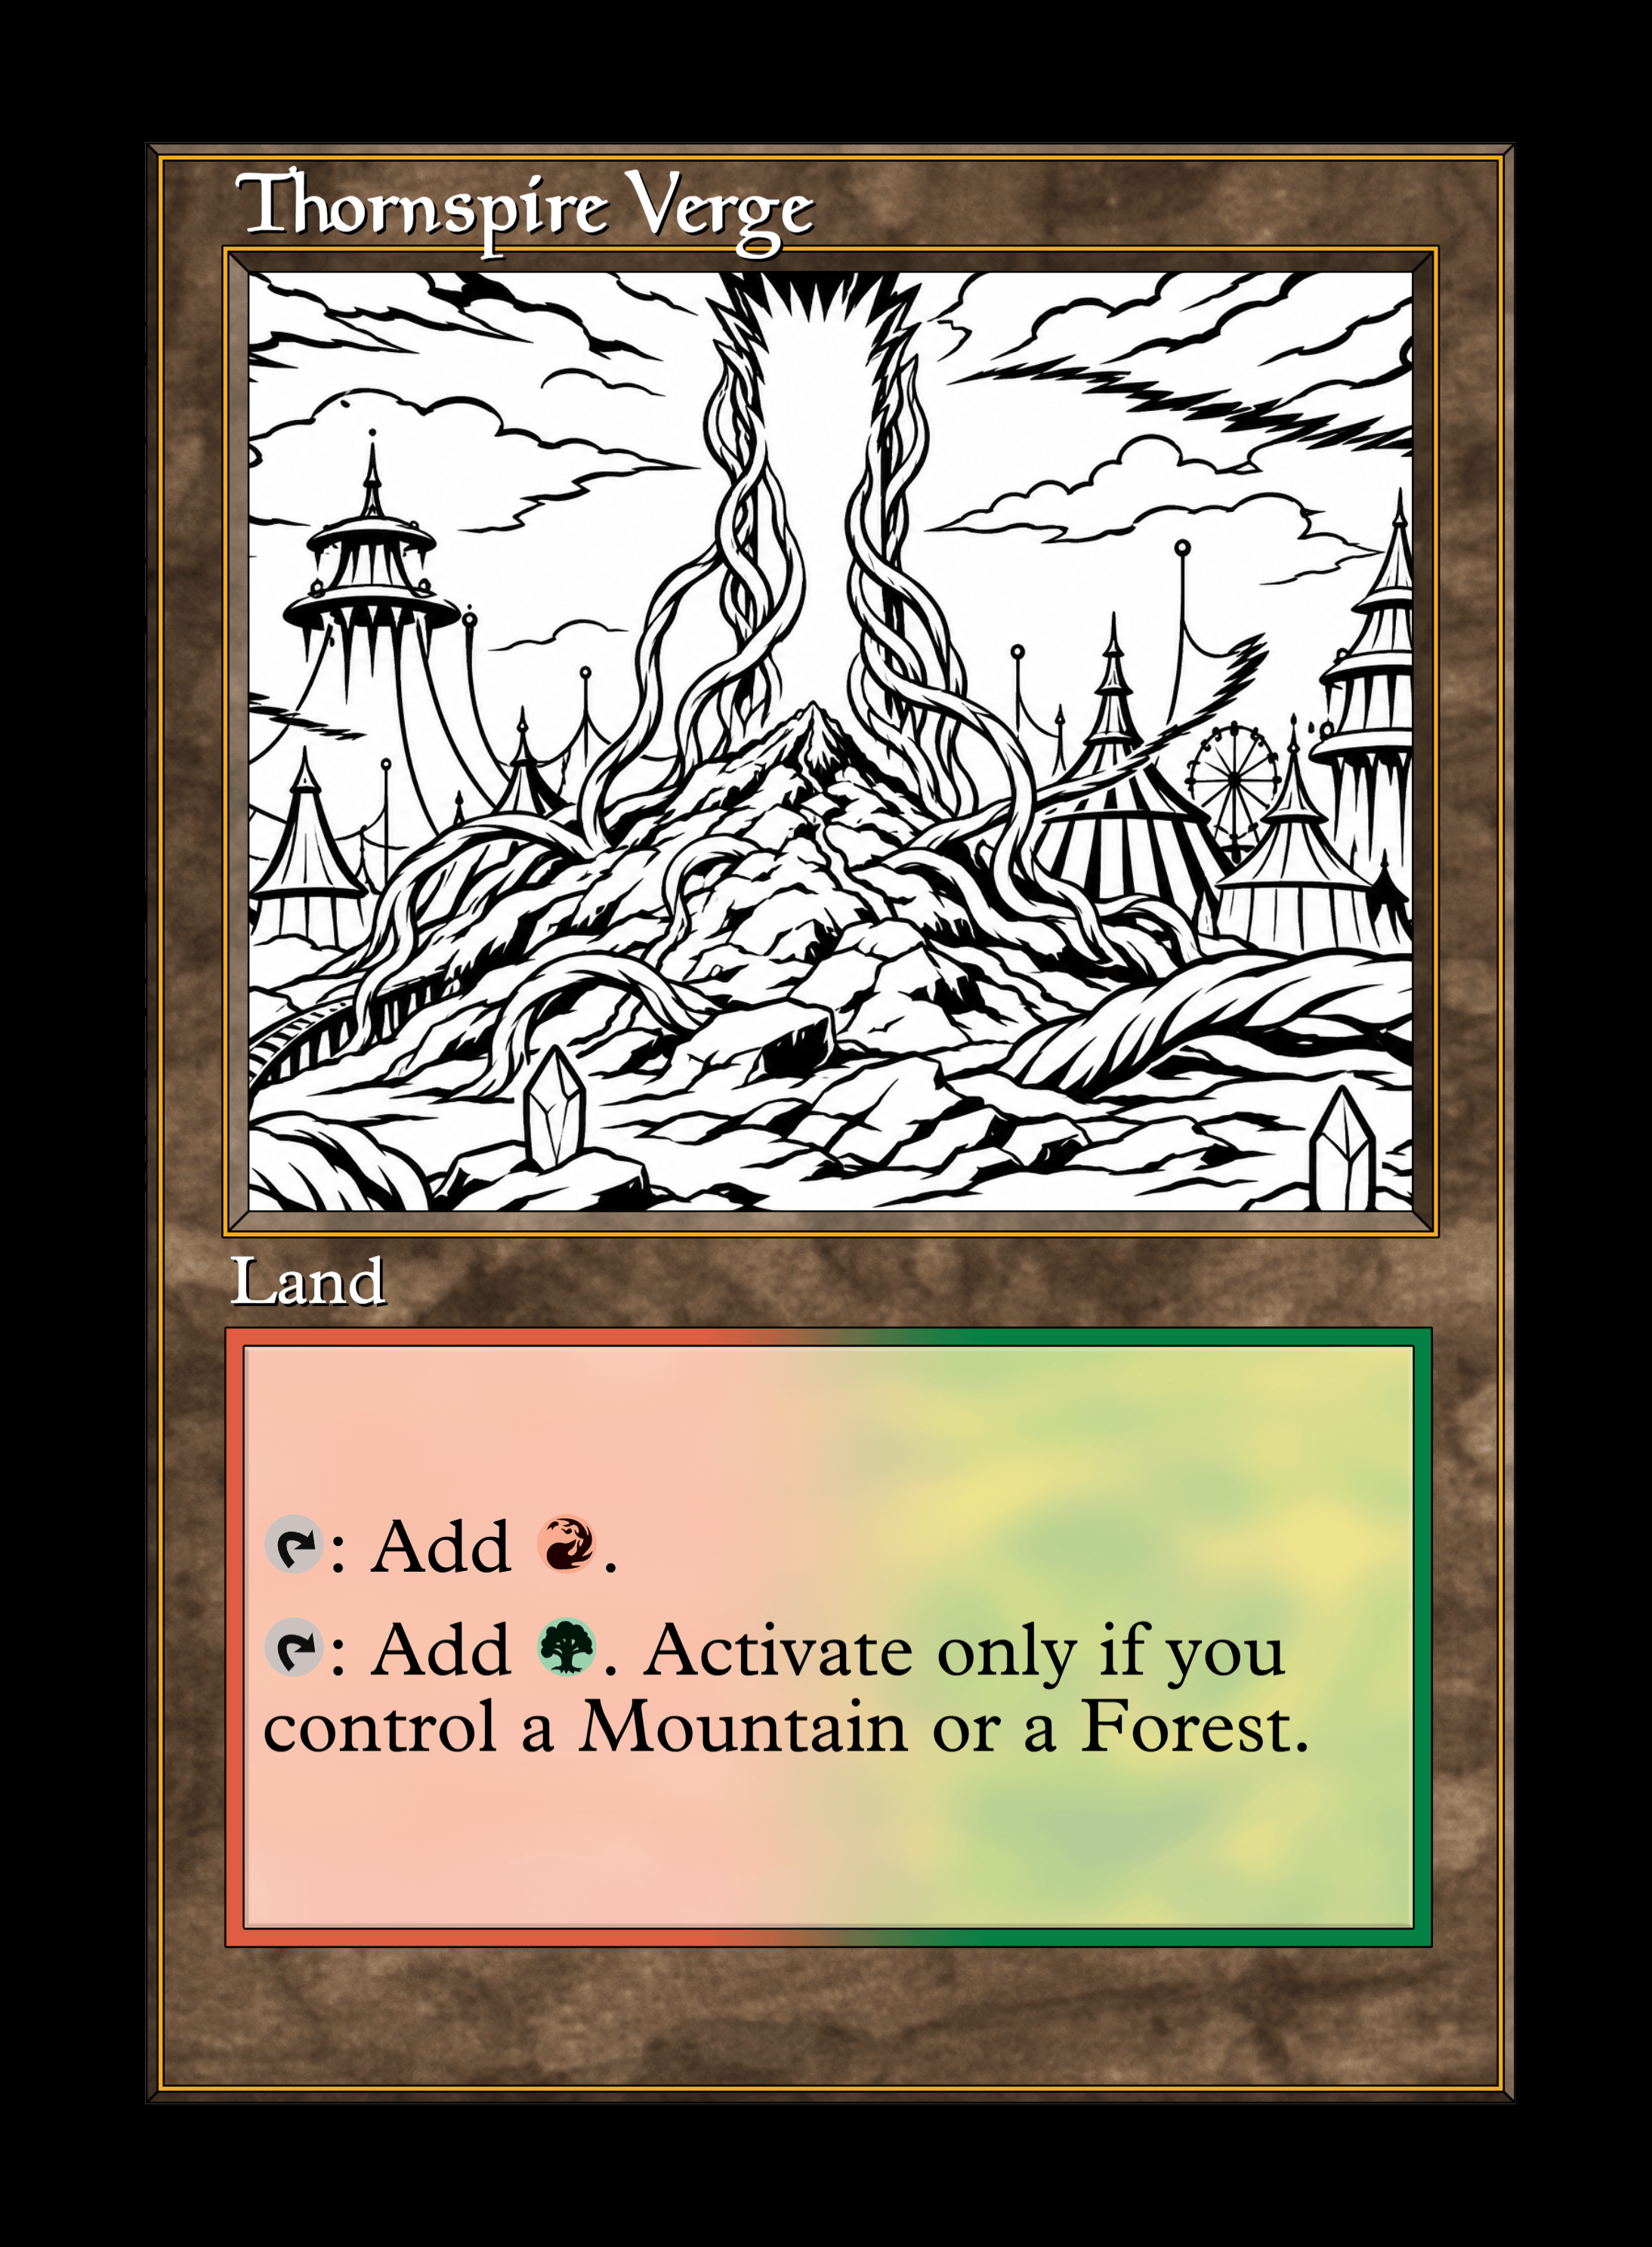 Thornspire Verge
Land
: Add .
: Add . Activate only if you
control a Mountain or a Forest.